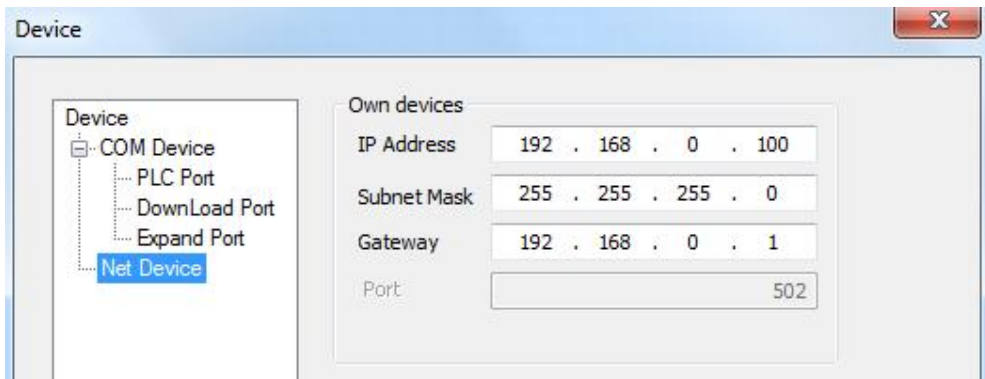 Device
Device
COM Device
PLC Port
DownLoad Port
Expand Port
Net Device
Own devices
IP Address 192 . 168 . 0 . 100
Subnet Mask 255 . 255 . 255 . 0
Gateway 192 . 168 . 0 . 1
Port 502